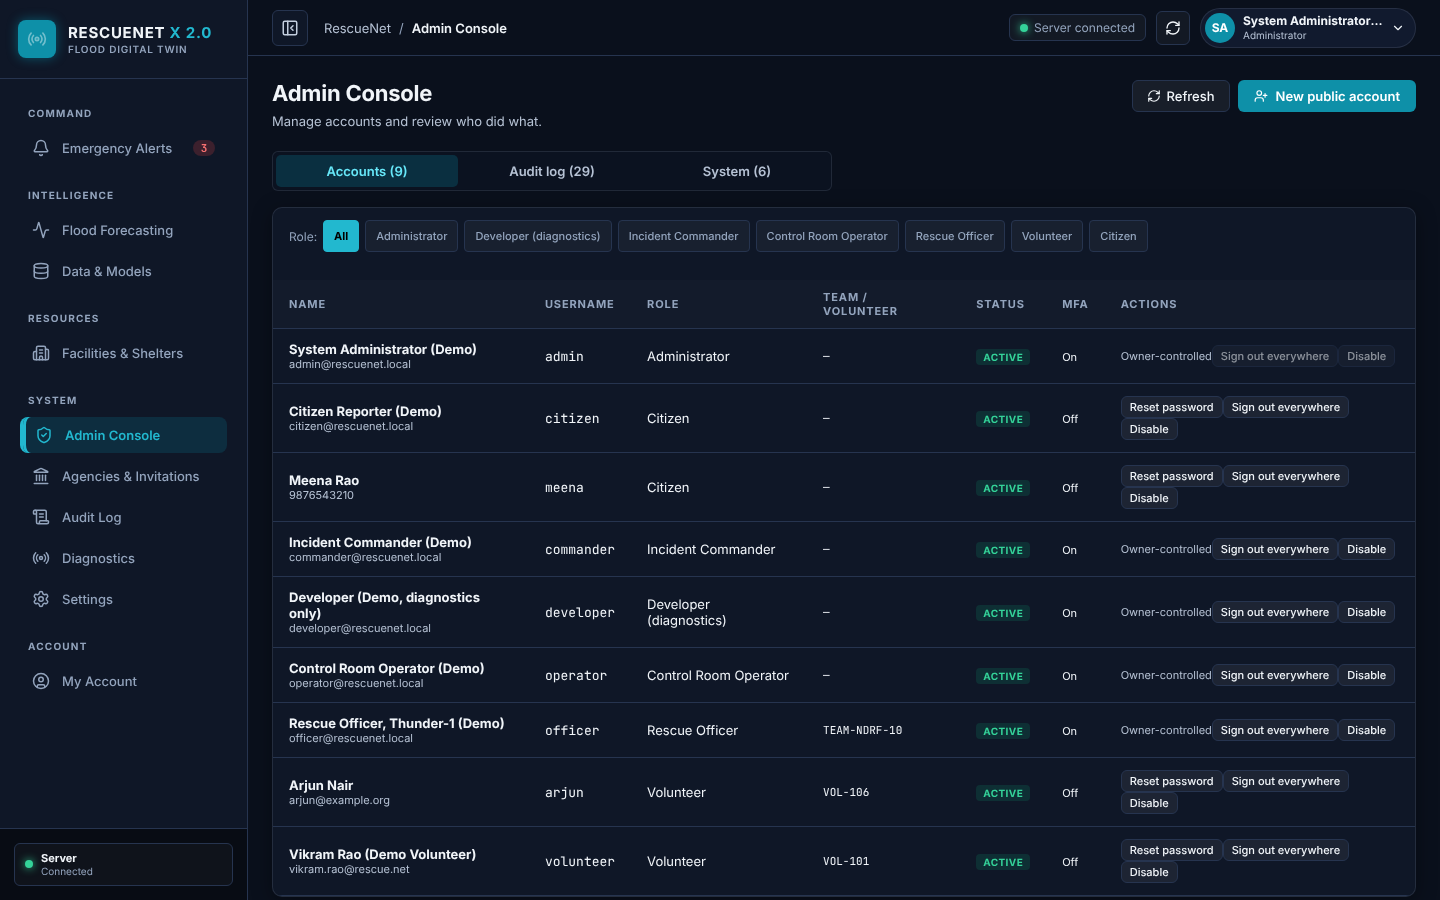 RESCUENET X 2.0
FLOOD DIGITAL TWIN
COMMAND
Emergency Alerts 3
INTELLIGENCE
Flood Forecasting
Data & Models
RESOURCES
Facilities & Shelters
SYSTEM
Admin Console
Agencies & Invitations
Audit Log
Diagnostics
Settings
ACCOUNT
My Account
Server
Connected
RescueNet / Admin Console
Server connected
SA
System Administrator...
Administrator
Admin Console
Manage accounts and review who did what.
Refresh
New public account
Accounts (9) Audit log (29) System (6)
Role: All Administrator Developer (diagnostics) Incident Commander Control Room Operator Rescue Officer Volunteer Citizen
NAME USERNAME ROLE TEAM / VOLUNTEER STATUS MFA ACTIONS
System Administrator (Demo)
admin@rescuenet.local
admin Administrator – ACTIVE On Owner-controlled Sign out everywhere Disable
Citizen Reporter (Demo)
citizen@rescuenet.local
citizen Citizen – ACTIVE Off Reset password Sign out everywhere
Disable
Meena Rao
9876543210
meena Citizen – ACTIVE Off Reset password Sign out everywhere
Disable
Incident Commander (Demo)
commander@rescuenet.local
commander Incident Commander – ACTIVE On Owner-controlled Sign out everywhere Disable
Developer (Demo, diagnostics
only)
developer@rescuenet.local
developer Developer (diagnostics) – ACTIVE On Owner-controlled Sign out everywhere Disable
Control Room Operator (Demo)
operator@rescuenet.local
operator Control Room Operator – ACTIVE On Owner-controlled Sign out everywhere Disable
Rescue Officer, Thunder-1 (Demo)
officer@rescuenet.local
officer Rescue Officer TEAM-NDRF-10 ACTIVE On Owner-controlled Sign out everywhere Disable
Arjun Nair
arjun@example.org
arjun Volunteer VOL-106 ACTIVE Off Reset password Sign out everywhere
Disable
Vikram Rao (Demo Volunteer)
vikram.rao@rescue.net
volunteer Volunteer VOL-101 ACTIVE Off Reset password Sign out everywhere
Disable